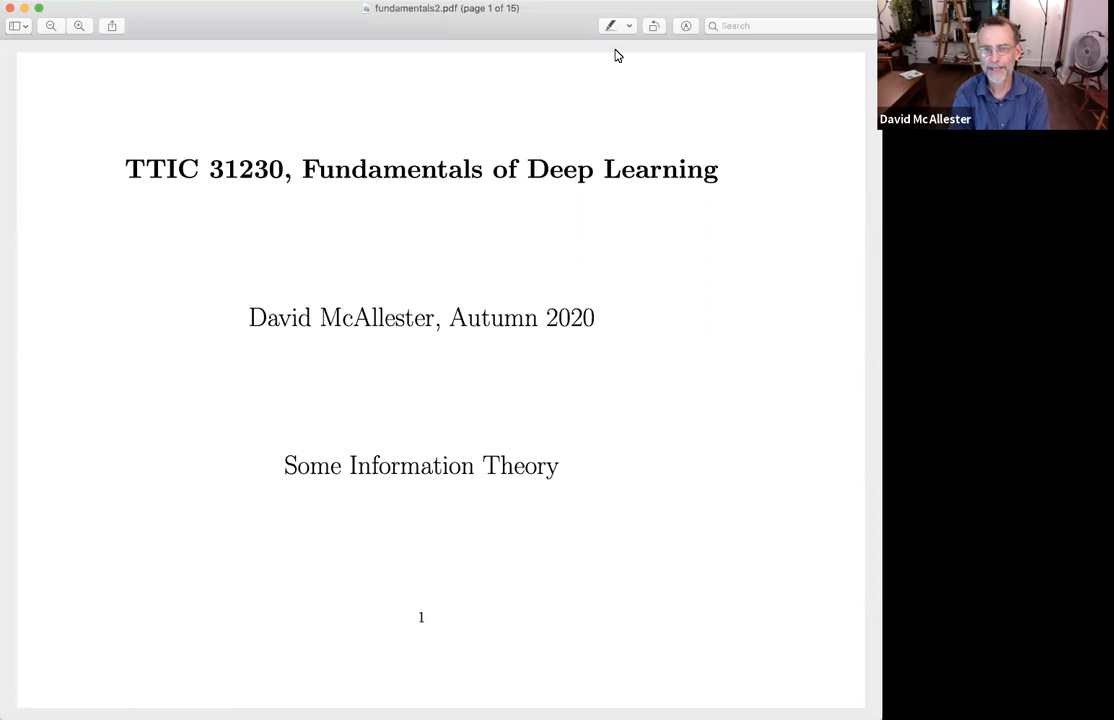 fundamentals2.pdf (page 1 of 15)
Search
David McAllester
TTIC 31230, Fundamentals of Deep Learning
David McAllester, Autumn 2020
Some Information Theory
1